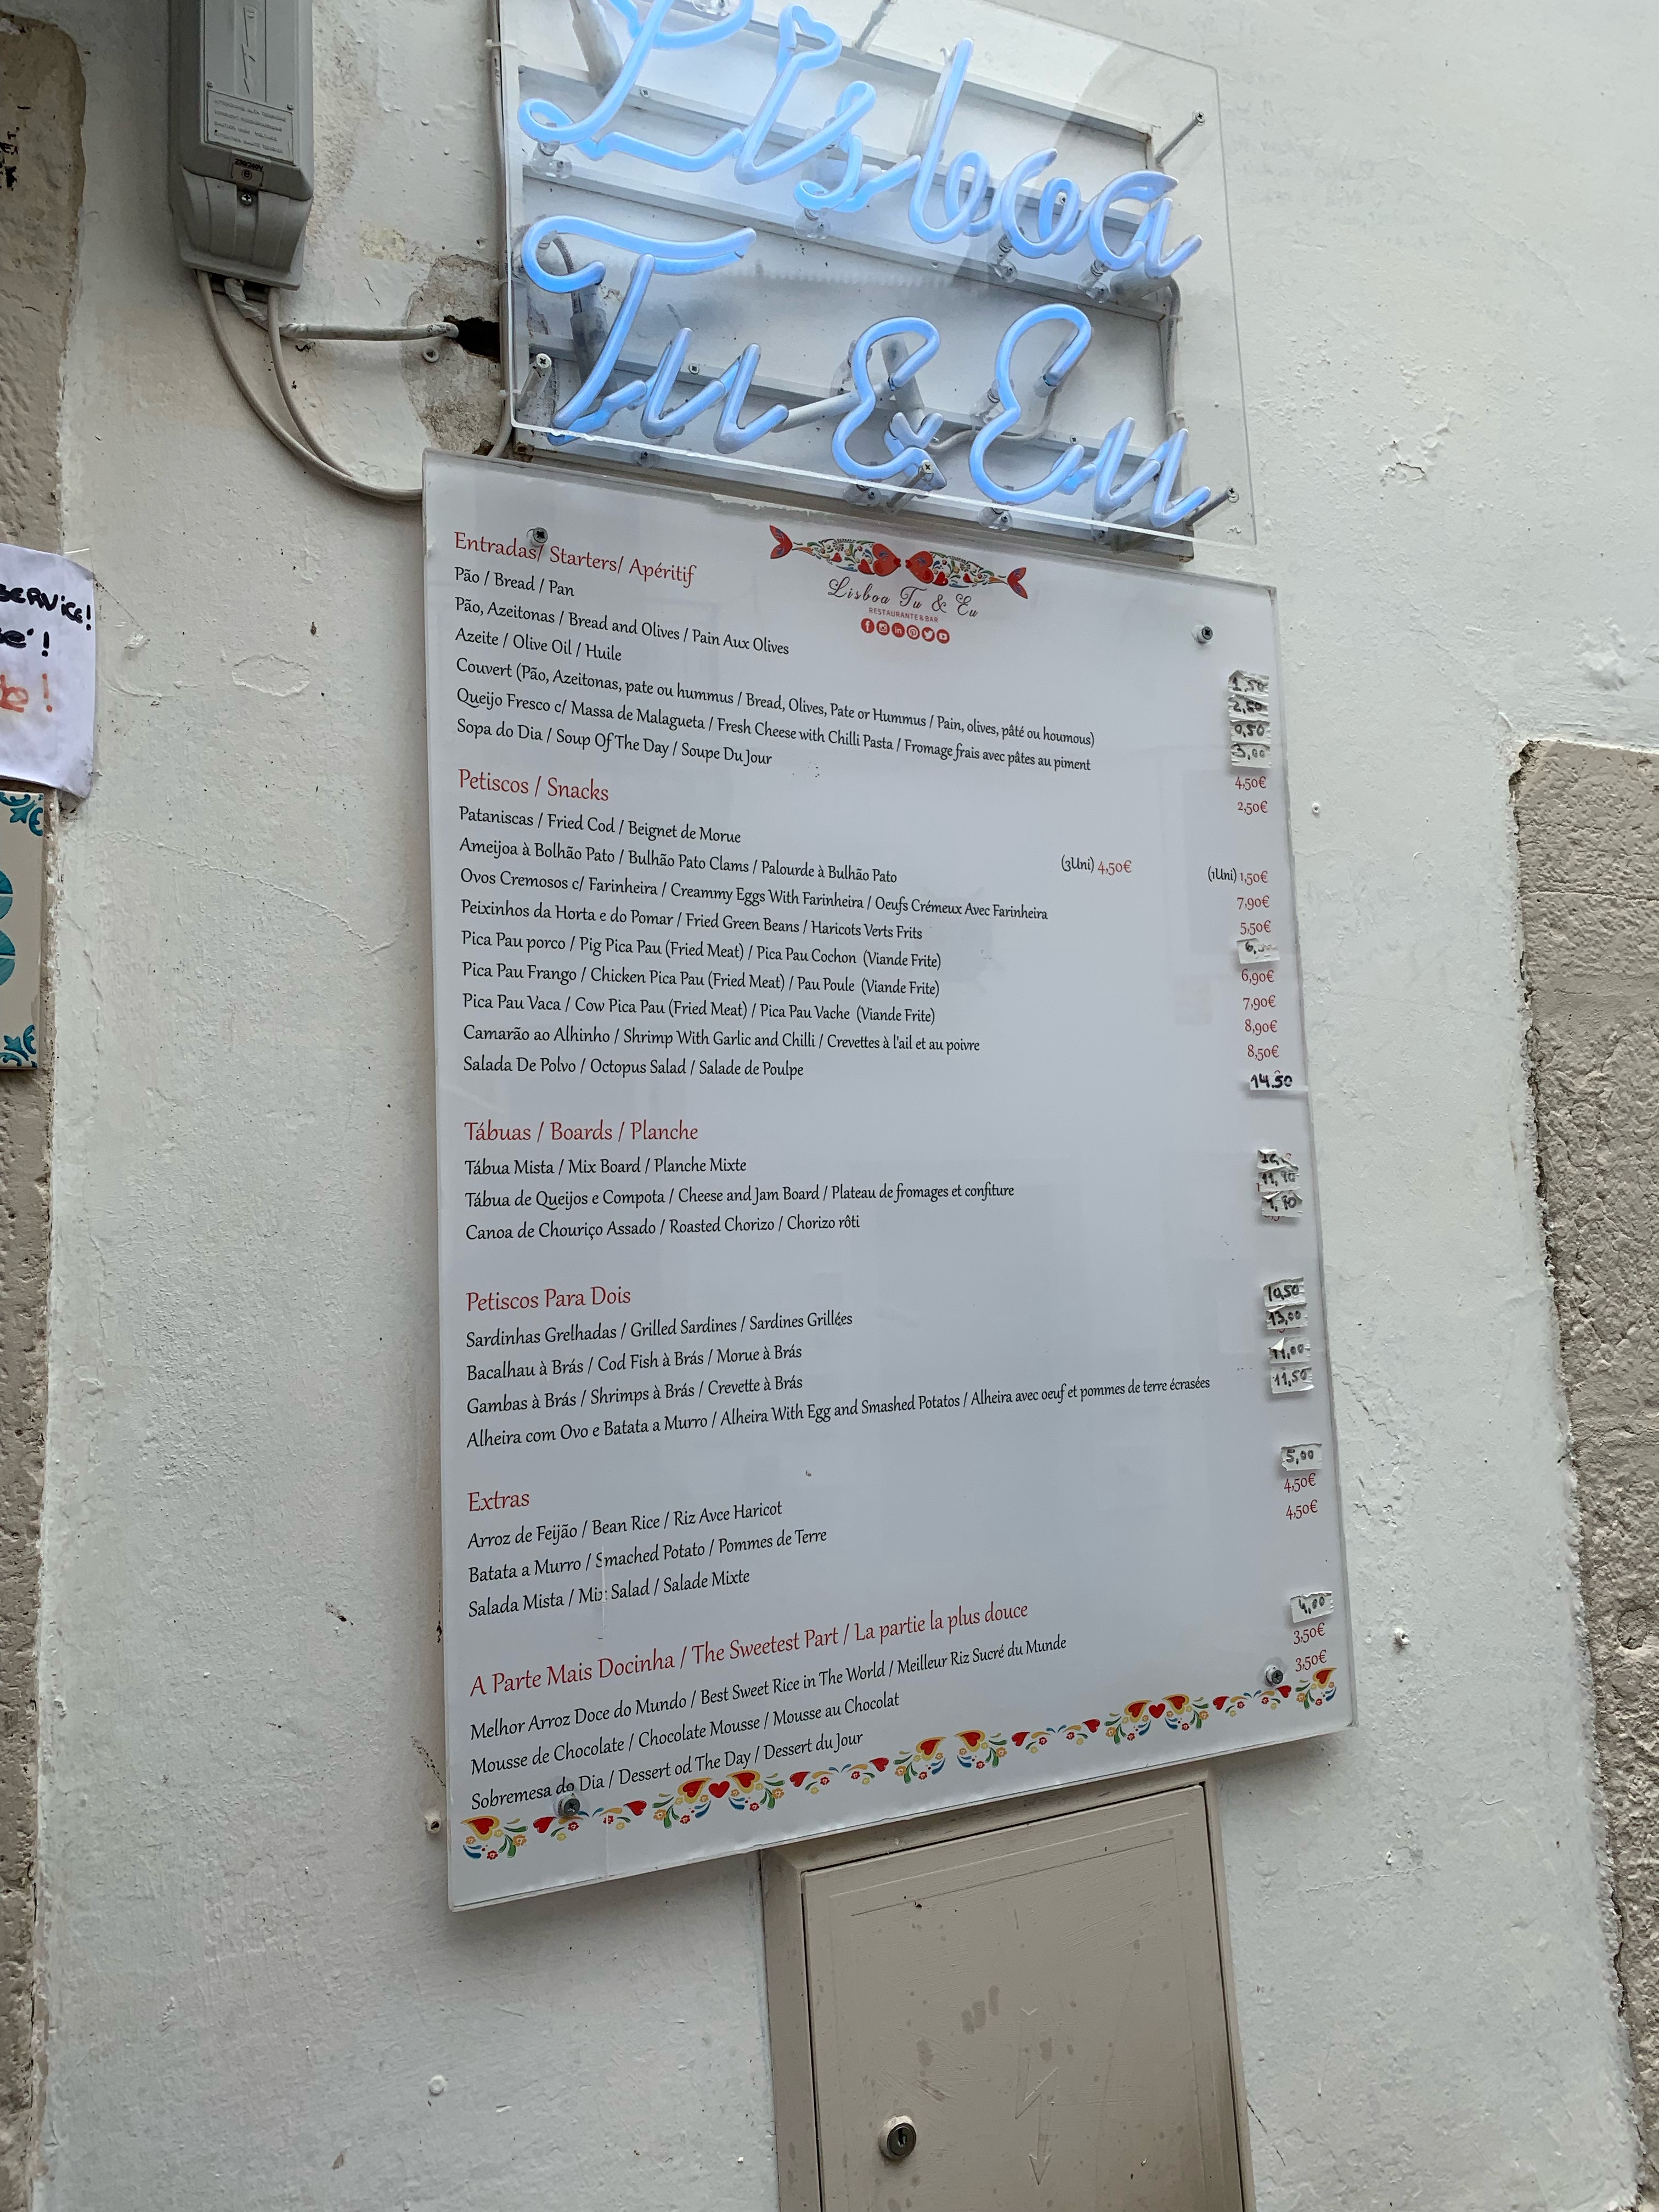 Lisboa
Tu & Eu
SERVICE!
Entradas/ Starters/ Apéritif
Lisboa Tu & Eu
RESTAURANTE & BAR
Pão / Bread / Pan 1,50
Pão, Azeitonas / Bread and Olives / Pain Aux Olives 2,50
Azeite / Olive Oil / Huile 0,50
Couvert (Pão, Azeitonas, pate ou hummus / Bread, Olives, Pate or Hummus / Pain, olives, pâté ou houmous) 3,00
Queijo Fresco c/ Massa de Malagueta / Fresh Cheese with Chilli Pasta / Fromage frais avec pâtes au piment 4,50€
Sopa do Dia / Soup Of The Day / Soupe Du Jour 2,50€
Petiscos / Snacks
Pataniscas / Fried Cod / Beignet de Morue (3Uni) 4,50€ (1Uni) 1,50€
Ameijoa à Bolhão Pato / Bulhão Pato Clams / Palourde à Bulhão Pato 7,90€
Ovos Cremosos c/ Farinheira / Creammy Eggs With Farinheira / Oeufs Crémeux Avec Farinheira 5,50€
Peixinhos da Horta e do Pomar / Fried Green Beans / Haricots Verts Frits
Pica Pau porco / Pig Pica Pau (Fried Meat) / Pica Pau Cochon (Viande Frite) 6,90€
Pica Pau Frango / Chicken Pica Pau (Fried Meat) / Pau Poule (Viande Frite) 7,90€
Pica Pau Vaca / Cow Pica Pau (Fried Meat) / Pica Pau Vache (Viande Frite) 8,90€
Camarão ao Alhinho / Shrimp With Garlic and Chilli / Crevettes à l'ail et au poivre 8,50€
Salada De Polvo / Octopus Salad / Salade de Poulpe 14.50
Tábuas / Boards / Planche
Tábua Mista / Mix Board / Planche Mixte
Tábua de Queijos e Compota / Cheese and Jam Board / Plateau de fromages et confiture
Canoa de Chouriço Assado / Roasted Chorizo / Chorizo rôti
Petiscos Para Dois
Sardinhas Grelhadas / Grilled Sardines / Sardines Grillées 10,50
Bacalhau à Brás / Cod Fish à Brás / Morue à Brás 13,00
Gambas à Brás / Shrimps à Brás / Crevette à Brás 11,00
Alheira com Ovo e Batata a Murro / Alheira With Egg and Smashed Potatos / Alheira avec oeuf et pommes de terre écrasées 11,50
Extras
Arroz de Feijão / Bean Rice / Riz Avce Haricot 5,00
Batata a Murro / Smached Potato / Pommes de Terre 4,50€
Salada Mista / Mix Salad / Salade Mixte 4,50€
A Parte Mais Docinha / The Sweetest Part / La partie la plus douce
Melhor Arroz Doce do Mundo / Best Sweet Rice in The World / Meilleur Riz Sucré du Munde 4,00
Mousse de Chocolate / Chocolate Mousse / Mousse au Chocolat 3,50€
Sobremesa do Dia / Dessert od The Day / Dessert du Jour 3,50€